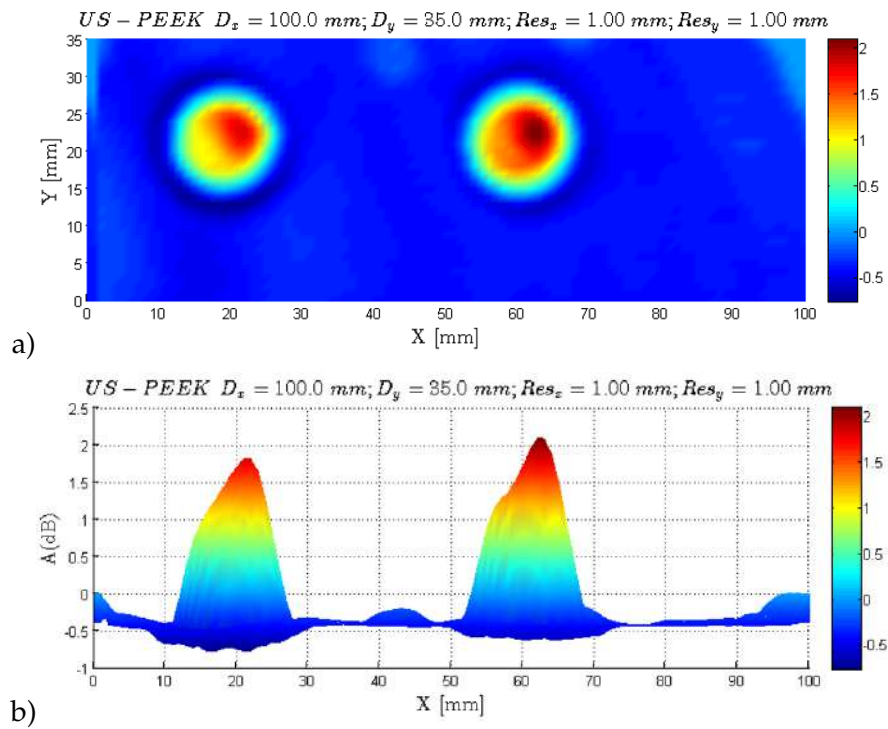 US − PEEK D_x = 100.0 mm; D_y = 35.0 mm; Res_x = 1.00 mm; Res_y = 1.00 mm
35
30
25
20
15
10
5
0
Y [mm]
0 10 20 30 40 50 60 70 80 90 100
X [mm]
2
1.5
1
0.5
0
-0.5
a)
US − PEEK D_x = 100.0 mm; D_y = 35.0 mm; Res_x = 1.00 mm; Res_y = 1.00 mm
2.5
2
1.5
1
0.5
0
-0.5
-1
A(dB)
0 10 20 30 40 50 60 70 80 90 100
X [mm]
2
1.5
1
0.5
0
-0.5
b)